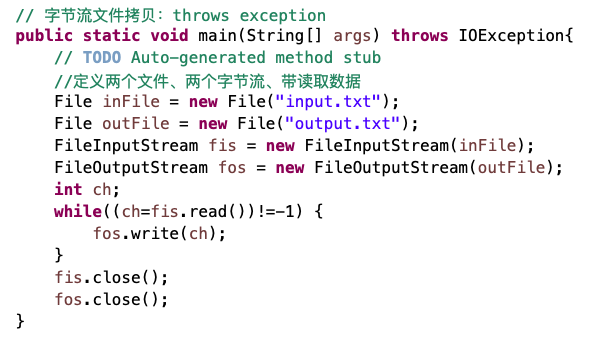 // 字节流文件拷贝：throws exception
public static void main(String[] args) throws IOException{
// TODO Auto-generated method stub
//定义两个文件、两个字节流、带读取数据
File inFile = new File("input.txt");
File outFile = new File("output.txt");
FileInputStream fis = new FileInputStream(inFile);
FileOutputStream fos = new FileOutputStream(outFile);
int ch;
while((ch=fis.read())!=-1) {
fos.write(ch);
}
fis.close();
fos.close();
}